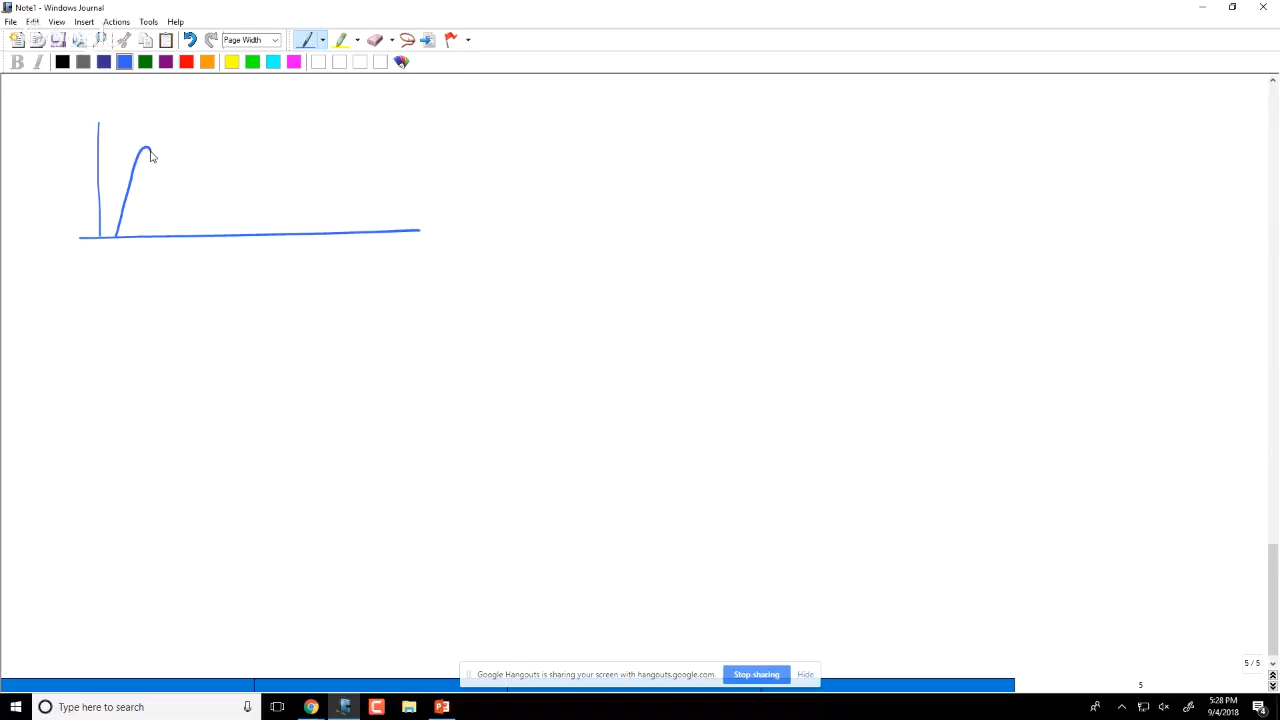 Note1 - Windows Journal
File Edit View Insert Actions Tools Help
Page Width
B I
5 / 5
Google Hangouts is sharing your screen with hangouts.google.com. Stop sharing Hide
5
Type here to search
5:28 PM
9/4/2018
4